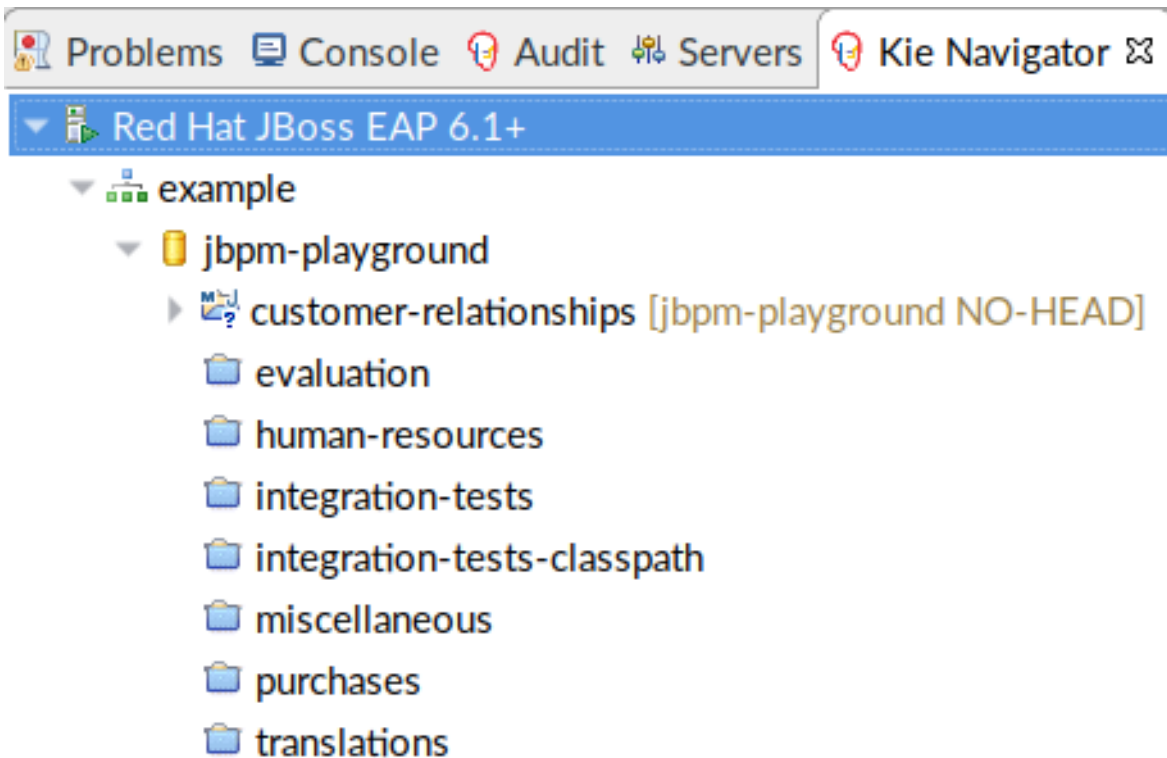 Problems Console Audit Servers Kie Navigator
Red Hat JBoss EAP 6.1+
example
jbpm-playground
customer-relationships [jbpm-playground NO-HEAD]
evaluation
human-resources
integration-tests
integration-tests-classpath
miscellaneous
purchases
translations